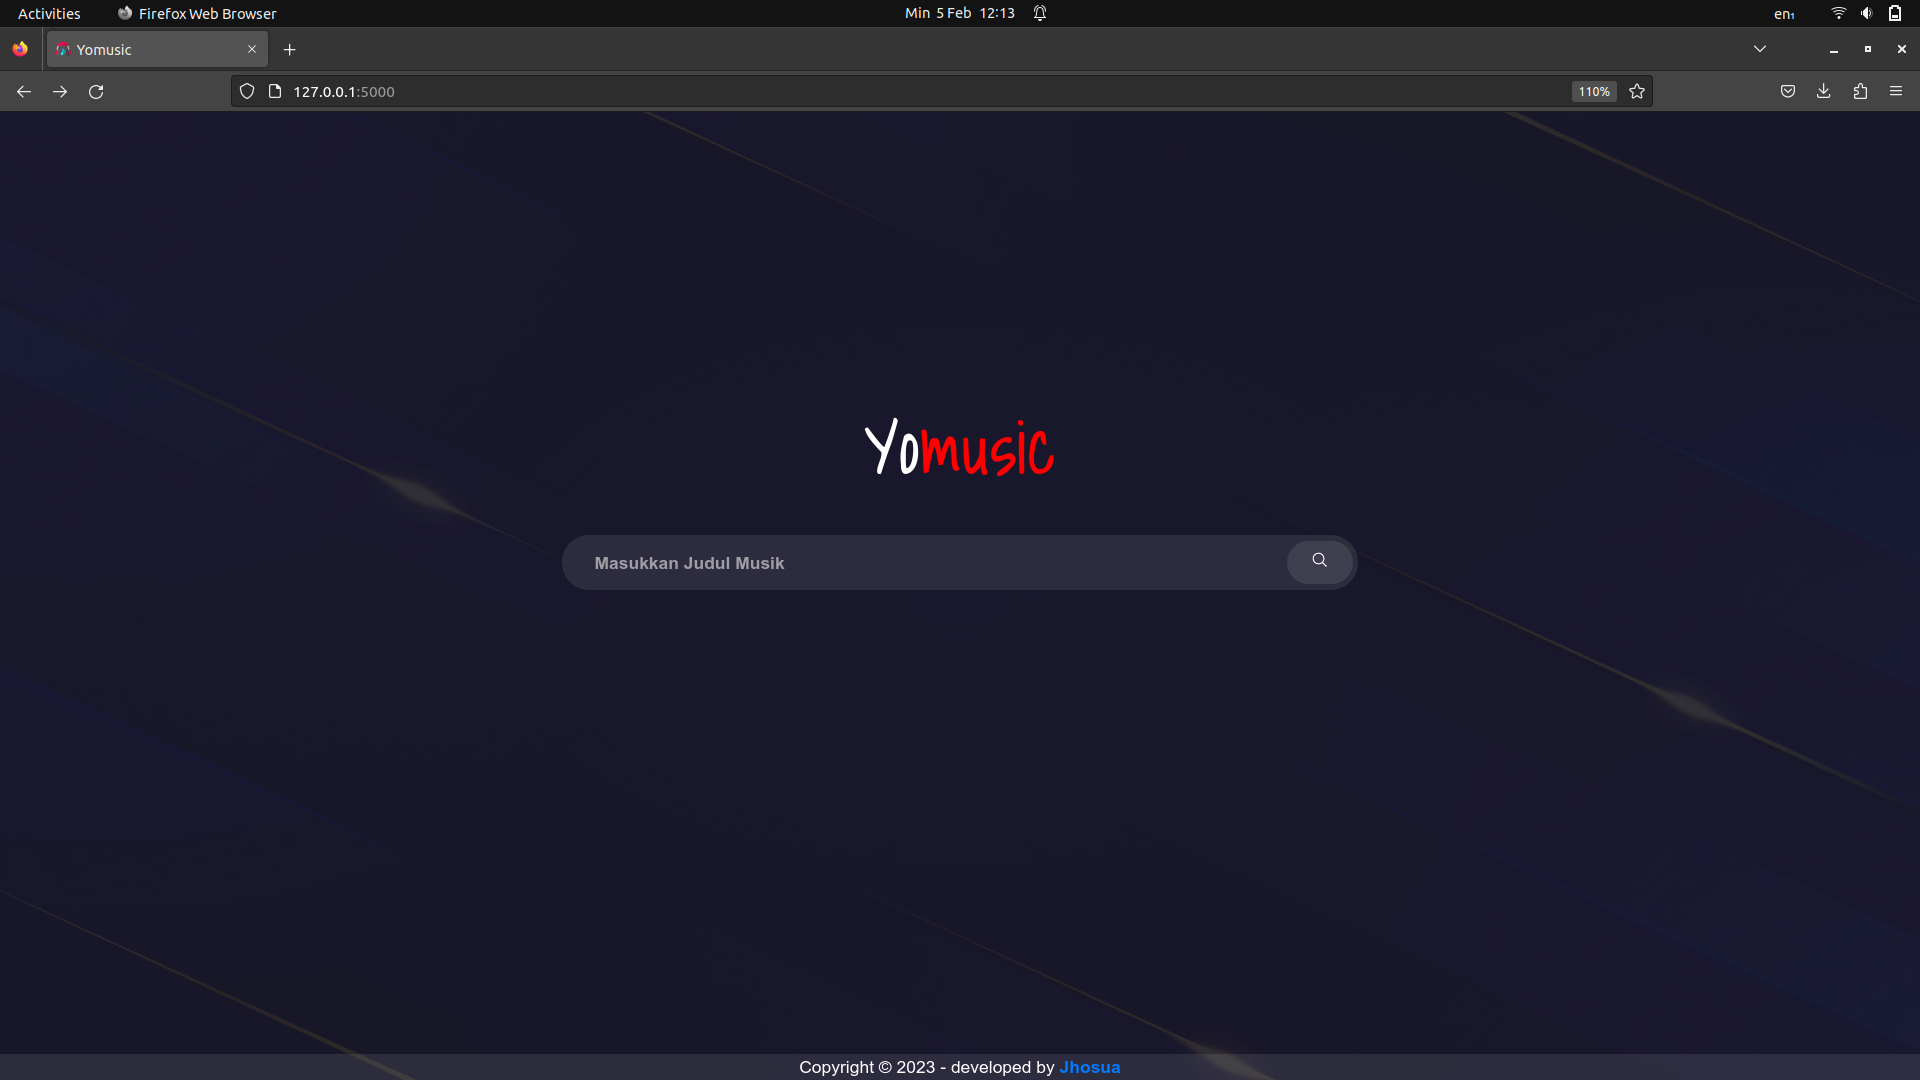 Activities Firefox Web Browser Min 5 Feb 12:13 en₁
Yomusic
127.0.0.1:5000 110%
Yomusic
Masukkan Judul Musik
Copyright © 2023 - developed by Jhosua